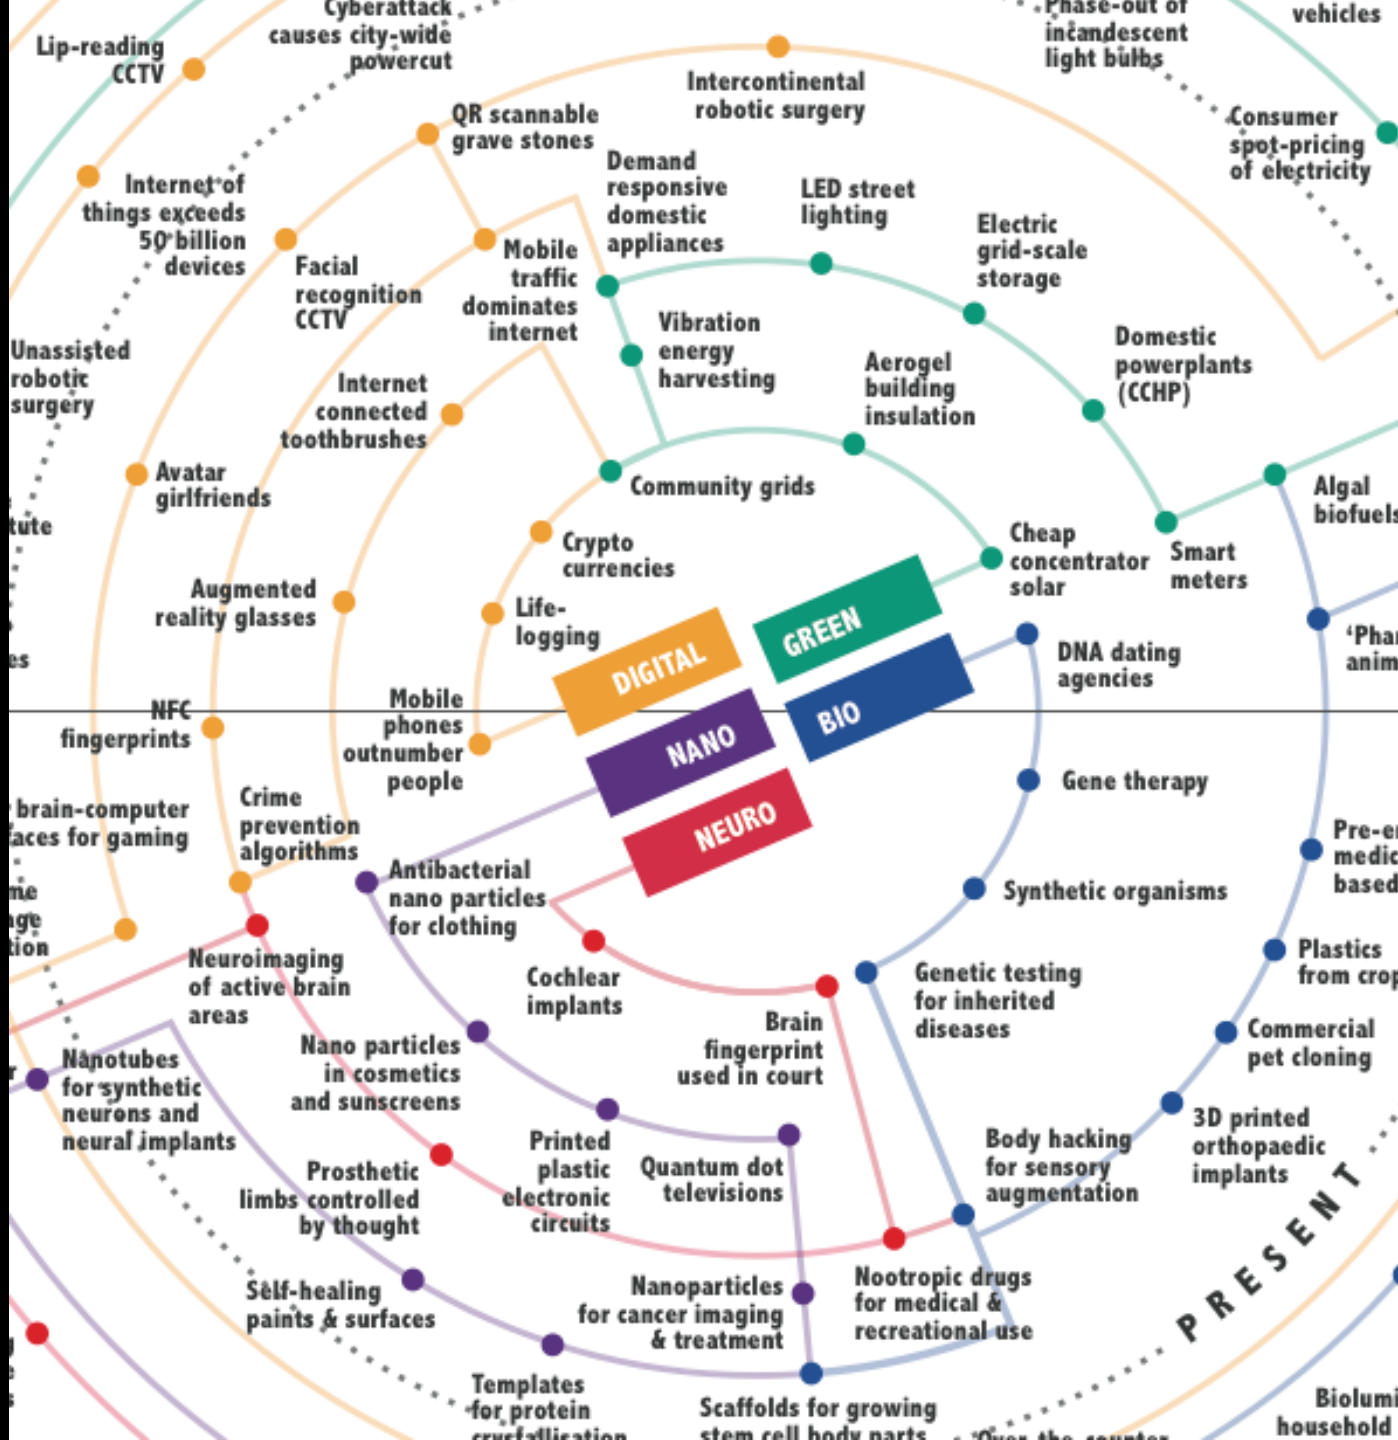 Cyberattack
causes city-wide
powercut
Phase-out of
incandescent
light bulbs
vehicles
Lip-reading
CCTV
Intercontinental
robotic surgery
QR scannable
grave stones
Consumer
spot-pricing
of electricity
Internet of
things exceeds
50 billion
devices
Demand
responsive
domestic
appliances
LED street
lighting
Electric
grid-scale
storage
Facial
recognition
CCTV
Mobile
traffic
dominates
internet
Vibration
energy
harvesting
Domestic
powerplants
(CCHP)
Unassisted
robotic
surgery
Aerogel
building
insulation
Internet
connected
toothbrushes
Avatar
girlfriends
Community grids
Algal
biofuels
Crypto
currencies
Cheap
concentrator
solar
Smart
meters
Augmented
reality glasses
Life-
logging
GREEN
DIGITAL
DNA dating
agencies
NFC
fingerprints
Mobile
phones
outnumber
people
BIO
NANO
Gene therapy
brain-computer
for gaming
Crime
prevention
algorithms
NEURO
Antibacterial
nano particles
for clothing
Synthetic organisms
Plastics
from
Neuroimaging
of active brain
areas
Cochlear
implants
Genetic testing
for inherited
diseases
Brain
fingerprint
used in court
Commercial
pet cloning
Nanotubes
for synthetic
neurons and
neural implants
Nano particles
in cosmetics
and sunscreens
3D printed
orthopaedic
implants
Printed
plastic
electronic
circuits
Quantum dot
televisions
Body hacking
for sensory
augmentation
Prosthetic
limbs controlled
by thought
PRESENT
Self-healing
paints & surfaces
Nanoparticles
for cancer imaging
& treatment
Nootropic drugs
for medical &
recreational use
Templates
for protein
crystallisation
Scaffolds for growing
stem cell body parts
household